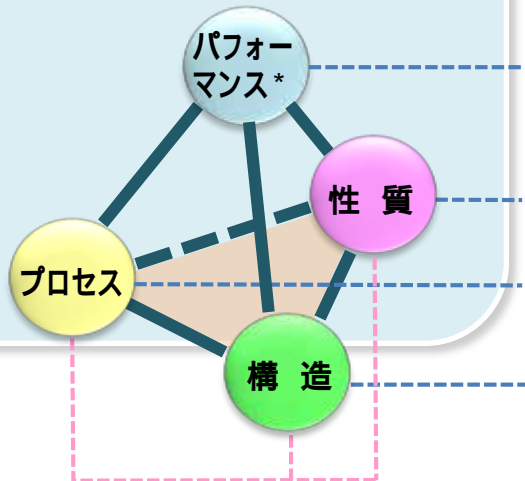 パフォー
マンス*
性 質
プロセス
構 造